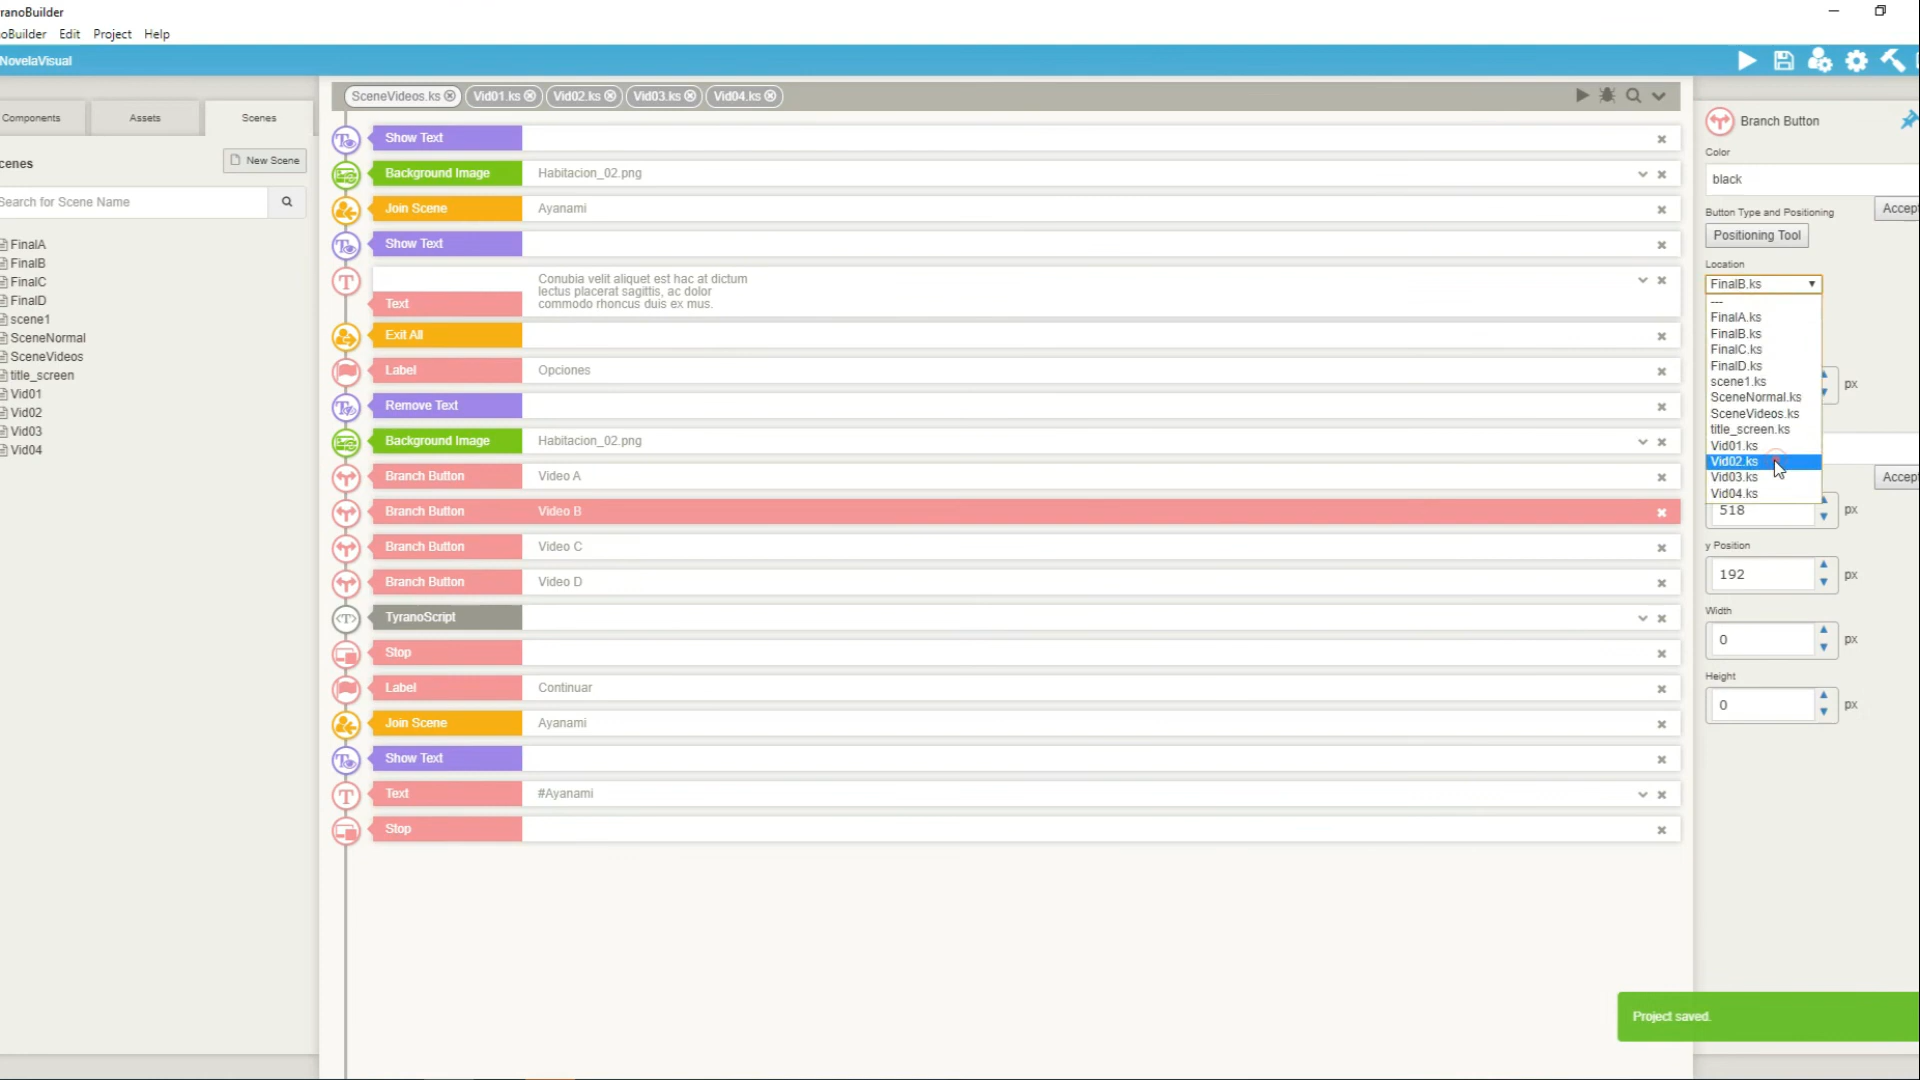 ranoBuilder
oBuilder Edit Project Help
NovelaVisual
Components Assets Scenes
cenes New Scene
Search for Scene Name
FinalA
FinalB
FinalC
FinalD
scene1
SceneNormal
SceneVideos
title_screen
Vid01
Vid02
Vid03
Vid04
SceneVideos.ks Vid01.ks Vid02.ks Vid03.ks Vid04.ks
Show Text
Background Image Habitacion_02.png
Join Scene Ayanami
Show Text
Conubia velit aliquet est hac at dictum
lectus placerat sagittis, ac dolor
Text commodo rhoncus duis ex mus.
Exit All
Label Opciones
Remove Text
Background Image Habitacion_02.png
Branch Button Video A
Branch Button Video B
Branch Button Video C
Branch Button Video D
TyranoScript
Stop
Label Continuar
Join Scene Ayanami
Show Text
Text #Ayanami
Stop
Branch Button
Color
black
Button Type and Positioning
Accept
Positioning Tool
Location
FinalB.ks
---
FinalA.ks
FinalB.ks
FinalC.ks
FinalD.ks
scene1.ks
px
SceneNormal.ks
SceneVideos.ks
title_screen.ks
Vid01.ks
Vid02.ks
Vid03.ks
Accept
Vid04.ks
518 px
y Position
192 px
Width
0 px
Height
0 px
Project saved.